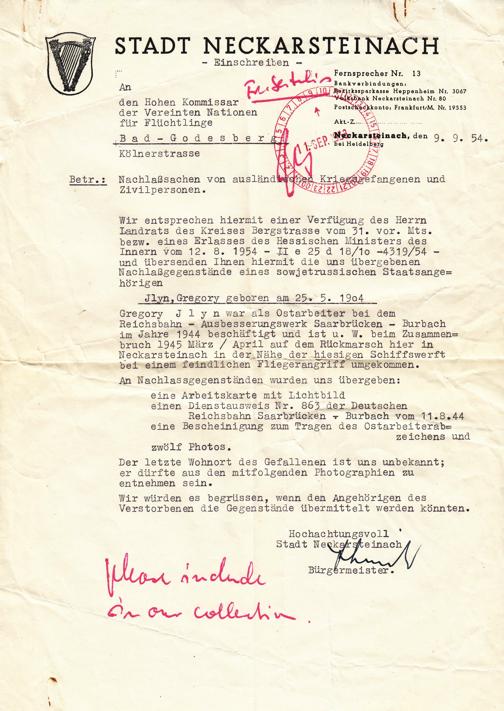 STADT NECKARSTEINACH
- Einschreiben -
Fernsprecher Nr. 13
Bankverbindung:
Bezirkssparkasse Heppenheim Nr. 3067
Volksbank Neckarsteinach Nr. 80
Postscheckkonto: Frankfurt/M. Nr. 19553
Akt.-Z.
Neckarsteinach, den 9. 9. 54.
bei Heidelberg
An
den Hohen Kommissar
der Vereinten Nationen
für Flüchtlinge
Bad-Godesberg
Kölnerstrasse
Betr.: Nachlaßsachen von ausländischen Kriegsgefangenen und
Zivilpersonen.
Wir entsprechen hiermit einer Verfügung des Herrn
Landrats des Kreises Bergstrasse vom 31. vor. Mts.
bezw. eines Erlasses des Hessischen Ministers des
Innern vom 12. 8. 1954 - II e 25 d 18/1o -4319/54 -
und übersenden Ihnen hiermit die uns übergebenen
Nachlaßgegenstände eines sowjetrussischen Staatsange=
hörigen
Jlyn,Gregory geboren am 25. 5. 19o4
Gregory J l y n war als Ostarbeiter bei dem
Reichsbahn - Ausbesserungswerk Saarbrücken - Burbach
im Jahre 1944 beschäftigt und ist u. W. beim Zusammen=
bruch 1945 März / April auf dem Rückmarsch hier in
Neckarsteinach in der Nähe der hiesigen Schiffswerft
bei einem feindlichen Fliegerangriff umgekommen.
An Nachlassgegenständen wurden uns übergeben:
eine Arbeitskarte mit Lichtbild
einen Dienstausweis Nr. 863 der Deutschen
Reichsbahn Saarbrücken - Burbach vom 11.8.44
eine Bescheinigung zum Tragen des Ostarbeiterab=
zeichens und
zwölf Photos.
Der letzte Wohnort des Gefallenen ist uns unbekannt;
er dürfte aus den mitfolgenden Photographien zu
entnehmen sein.
Wir würden es begrüssen, wenn den Angehörigen des
Verstorbenen die Gegenstände übermittelt werden könnten.
Hochachtungsvoll
Stadt Neckarsteinach
Bürgermeister.
please include
in our collection.